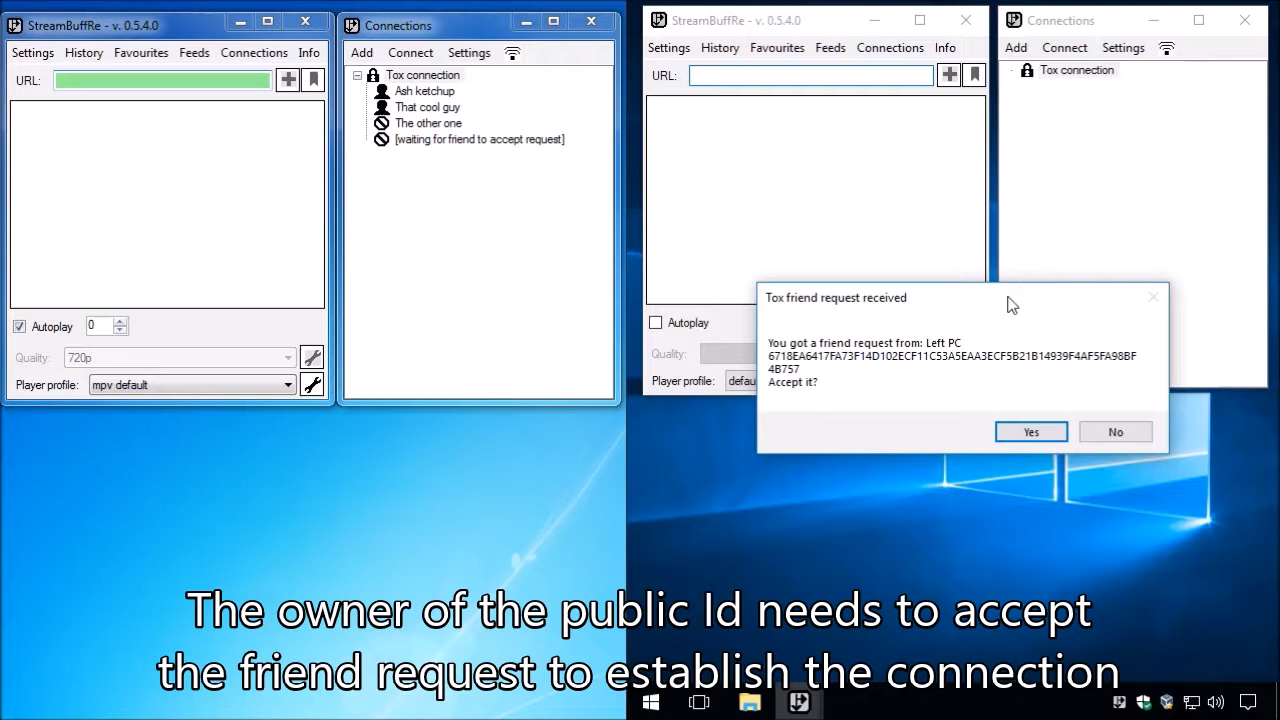 StreamBuffRe - v. 0.5.4.0
Settings History Favourites Feeds Connections Info
URL:
Autoplay 0
Quality: 720p
Player profile: mpv default
Connections
Add Connect Settings
Tox connection
Ash ketchup
That cool guy
The other one
[waiting for friend to accept request]
StreamBuffRe - v. 0.5.4.0
Settings History Favourites Feeds Connections Info
URL:
Autoplay
Quality:
Player profile: defau
Connections
Add Connect Settings
Tox connection
Tox friend request received
You got a friend request from: Left PC
6718EA6417FA73F14D102ECF11C53A5EAA3ECF5B21B14939F4AF5FA98BF
4B757
Accept it?
Yes No
The owner of the public Id needs to accept
the friend request to establish the connection